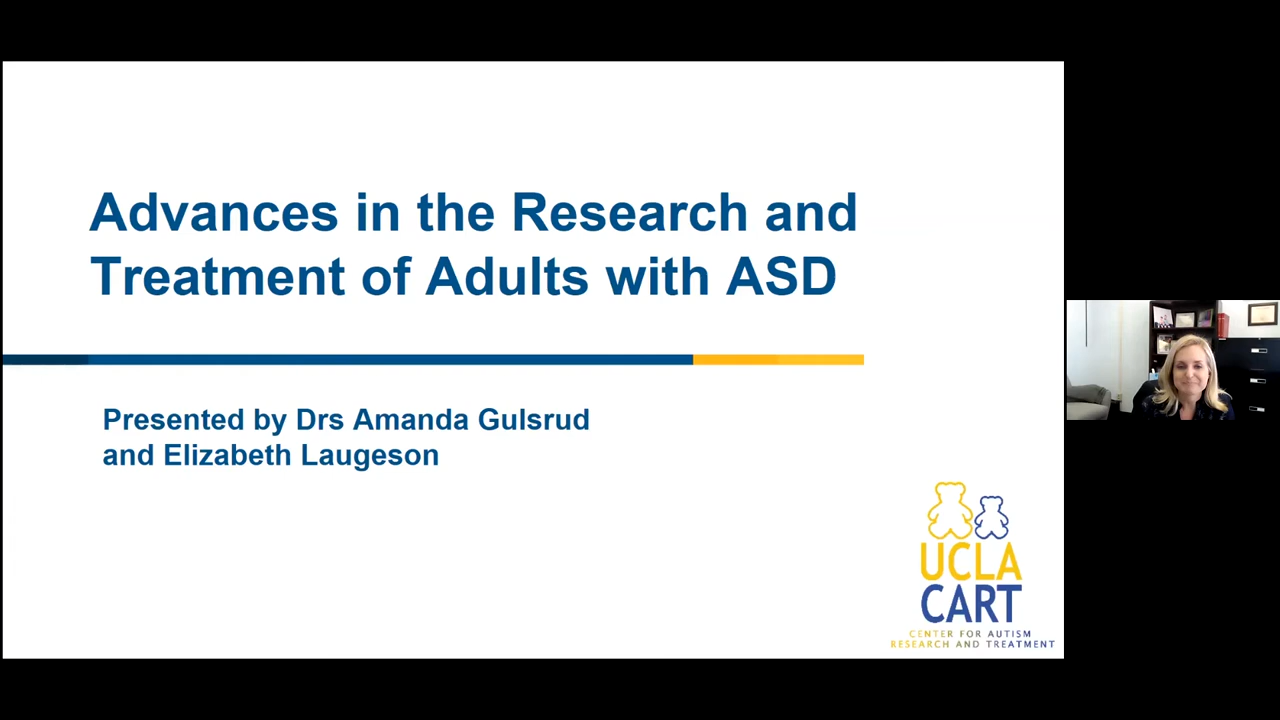 Advances in the Research and
Treatment of Adults with ASD
Presented by Drs Amanda Gulsrud
and Elizabeth Laugeson
UCLA
CART
CENTER FOR AUTISM
RESEARCH AND TREATMENT